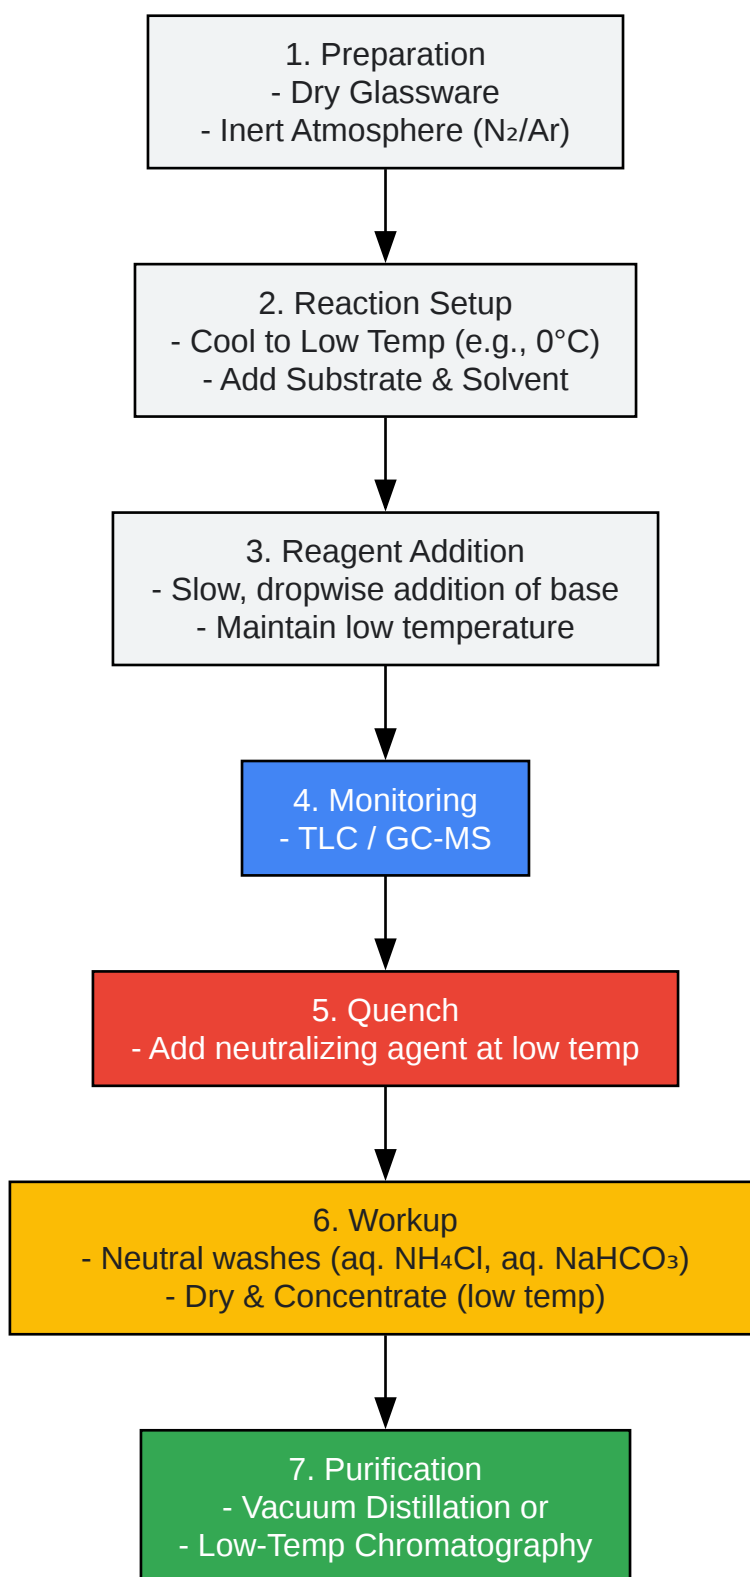 1. Preparation
- Dry Glassware
- Inert Atmosphere (N₂/Ar)
2. Reaction Setup
- Cool to Low Temp (e.g., 0°C)
- Add Substrate & Solvent
3. Reagent Addition
- Slow, dropwise addition of base
- Maintain low temperature
4. Monitoring
- TLC / GC-MS
5. Quench
- Add neutralizing agent at low temp
6. Workup
- Neutral washes (aq. NH₄Cl, aq. NaHCO₃)
- Dry & Concentrate (low temp)
7. Purification
- Vacuum Distillation or
- Low-Temp Chromatography